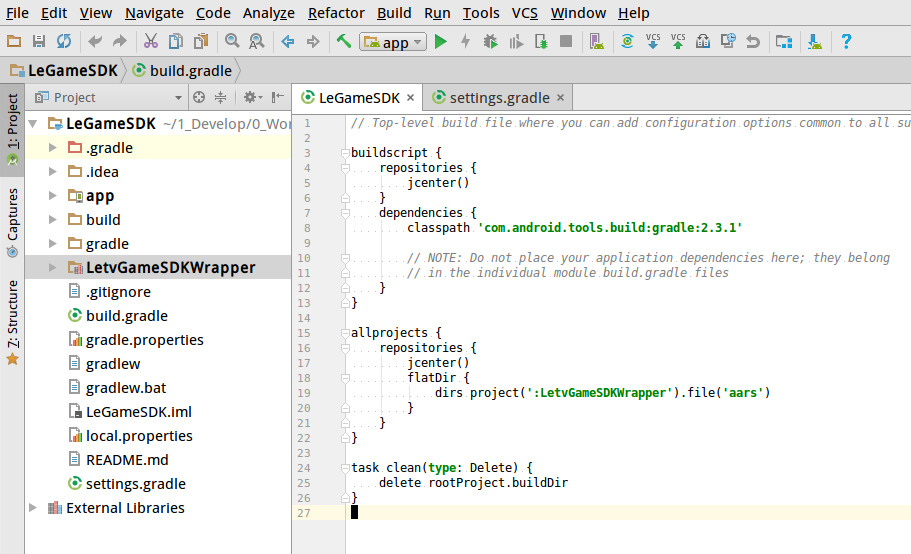 File Edit View Navigate Code Analyze Refactor Build Run Tools VCS Window Help
app VCS VCS ?
LeGameSDK build.gradle
1: Project
Captures
7: Structure
Project
LeGameSDK ~/1_Develop/0_Wor
.gradle
.idea
app
build
gradle
LetvGameSDKWrapper
.gitignore
build.gradle
gradle.properties
gradlew
gradlew.bat
LeGameSDK.iml
local.properties
README.md
settings.gradle
External Libraries
LeGameSDK × settings.gradle ×
1 // Top-level build file where you can add configuration options common to all su
2
3 buildscript {
4 repositories {
5 jcenter()
6 }
7 dependencies {
8 classpath 'com.android.tools.build:gradle:2.3.1'
9
10 // NOTE: Do not place your application dependencies here; they belong
11 // in the individual module build.gradle files
12 }
13 }
14
15 allprojects {
16 repositories {
17 jcenter()
18 flatDir {
19 dirs project(':LetvGameSDKWrapper').file('aars')
20 }
21 }
22 }
23
24 task clean(type: Delete) {
25 delete rootProject.buildDir
26 }
27